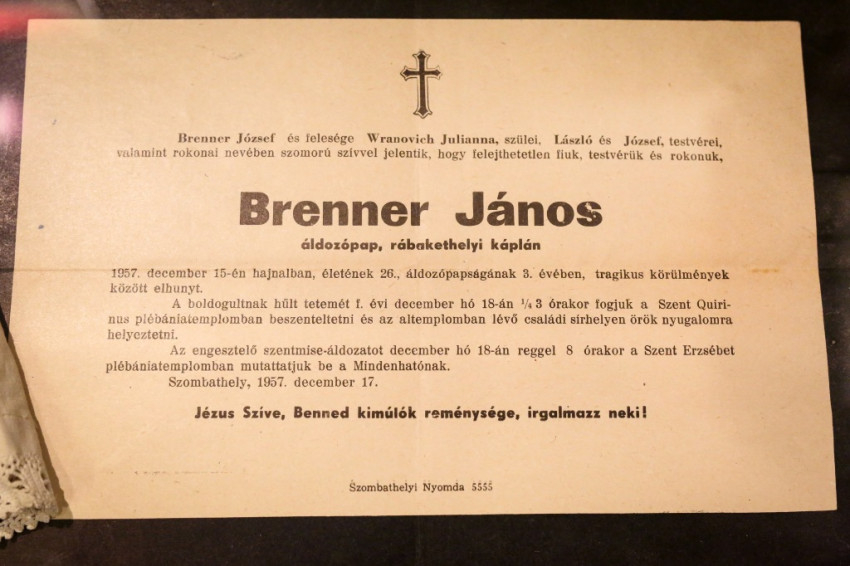 Brenner József és felesége Wranovich Julianna, szülei, László és József, testvérei,
valamint rokonai nevében szomorú szívvel jelentik, hogy felejthetetlen fiuk, testvérük és rokonuk,
Brenner János
áldozópap, rábakethelyi káplán
1957. december 15-én hajnalban, életének 26., áldozópapságának 3. évében, tragikus körülmények
között elhunyt.
A boldogultnak hűlt tetemét f. évi december hó 18-án 1/4 3 órakor fogjuk a Szent Quiri-
nus plébániatemplomban beszenteltetni és az altemplomban lévő családi sírhelyen örök nyugalomra
helyeztetni.
Az engesztelő szentmise-áldozatot december hó 18-án reggel 8 órakor a Szent Erzsébet
plébániatemplomban mutattatjuk be a Mindenhatónak.
Szombathely, 1957. december 17.
Jézus Szíve, Benned kimúlók reménysége, irgalmazz neki!
Szombathelyi Nyomda 5555